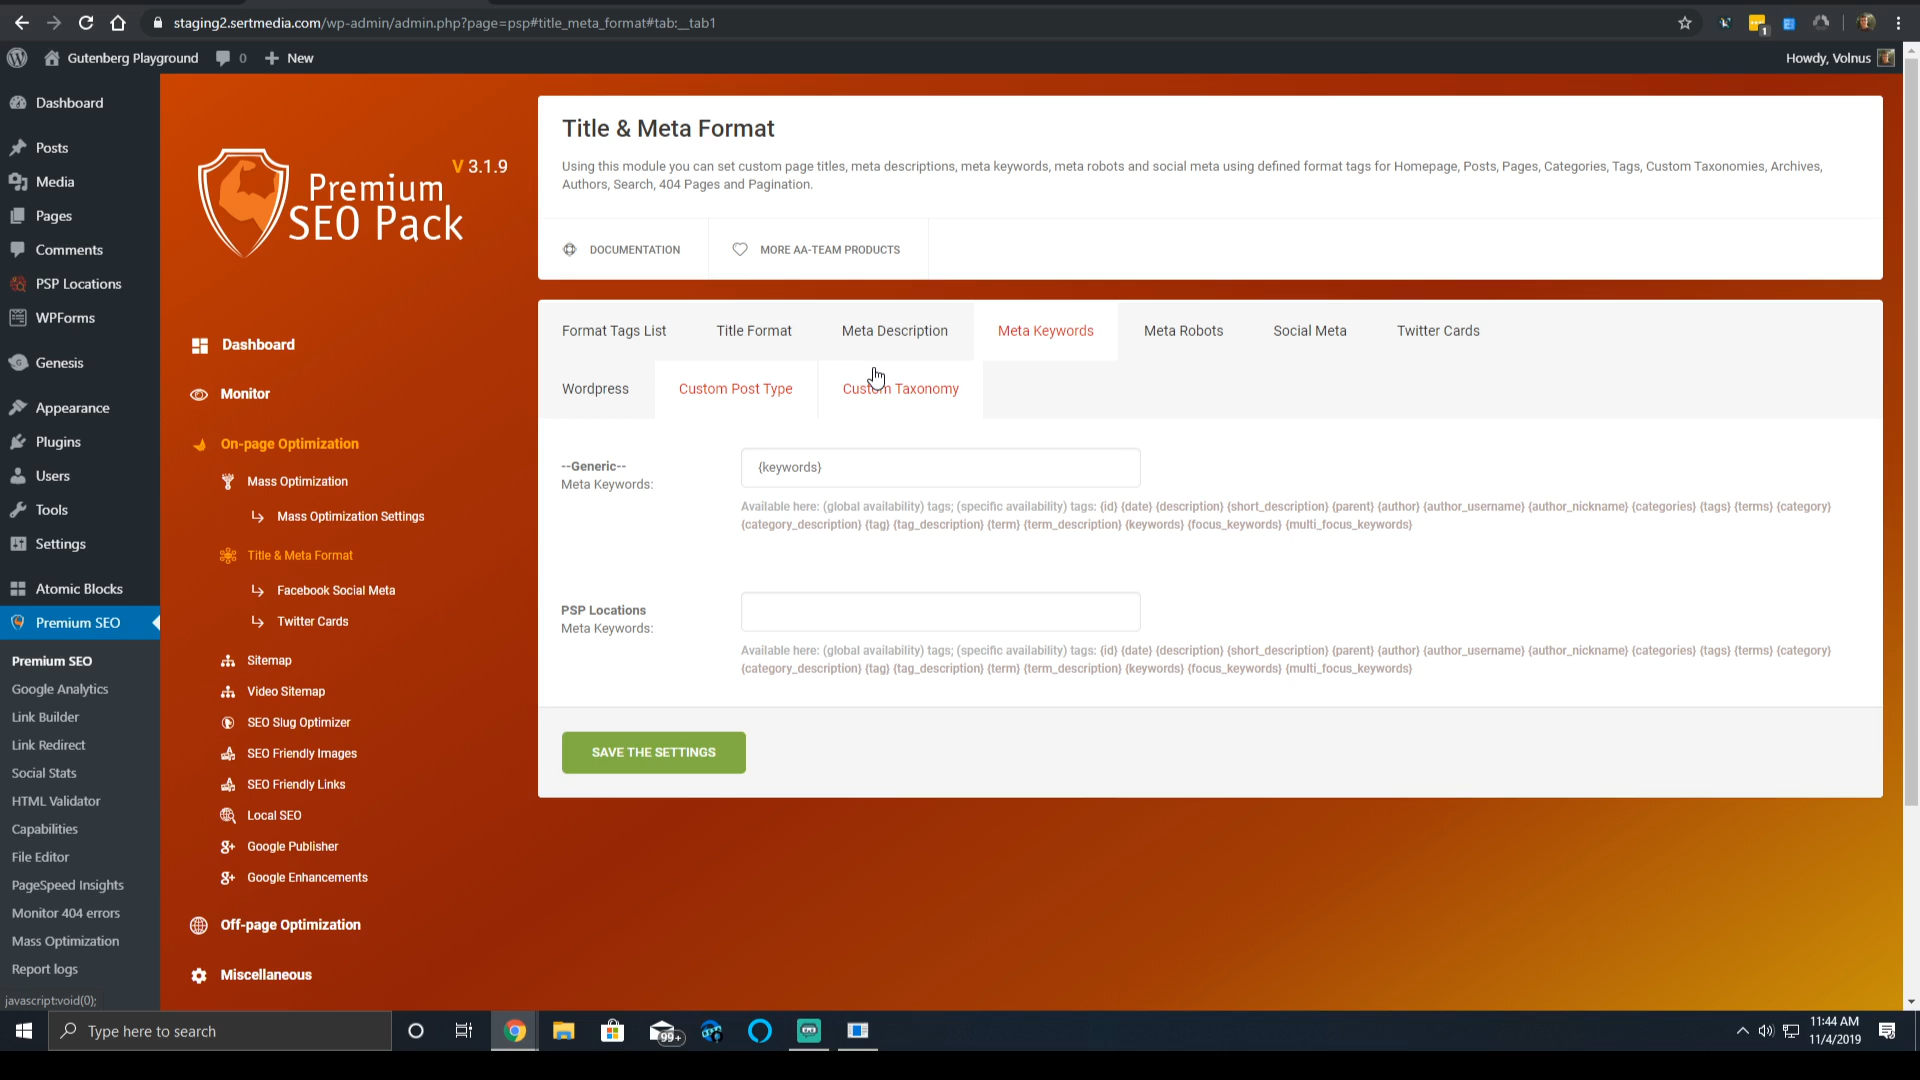 staging2.sertmedia.com/wp-admin/admin.php?page=psp#title_meta_format#tab:__tab1
1
Gutenberg Playground
0
New
Howdy, Volnus
Dashboard
Posts
Media
Pages
Comments
PSP Locations
WPForms
Genesis
Appearance
Plugins
Users
Tools
Settings
Atomic Blocks
Premium SEO
Premium SEO
Google Analytics
Link Builder
Link Redirect
Social Stats
HTML Validator
Capabilities
File Editor
PageSpeed Insights
Monitor 404 errors
Mass Optimization
Report logs
javascript:void(0);
V 3.1.9
Premium
SEO Pack
Dashboard
Monitor
On-page Optimization
Mass Optimization
Mass Optimization Settings
Title & Meta Format
Facebook Social Meta
Twitter Cards
Sitemap
Video Sitemap
SEO Slug Optimizer
SEO Friendly Images
SEO Friendly Links
Local SEO
Google Publisher
Google Enhancements
Off-page Optimization
Miscellaneous
Title & Meta Format
Using this module you can set custom page titles, meta descriptions, meta keywords, meta robots and social meta using defined format tags for Homepage, Posts, Pages, Categories, Tags, Custom Taxonomies, Archives,
Authors, Search, 404 Pages and Pagination.
DOCUMENTATION
MORE AA-TEAM PRODUCTS
Format Tags List Title Format Meta Description Meta Keywords Meta Robots Social Meta Twitter Cards
Wordpress Custom Post Type Custom Taxonomy
--Generic--
Meta Keywords:
{keywords}
Available here: (global availability) tags; (specific availability) tags: {id} {date} {description} {short_description} {parent} {author} {author_username} {author_nickname} {categories} {tags} {terms} {category}
{category_description} {tag} {tag_description} {term} {term_description} {keywords} {focus_keywords} {multi_focus_keywords}
PSP Locations
Meta Keywords:
Available here: (global availability) tags; (specific availability) tags: {id} {date} {description} {short_description} {parent} {author} {author_username} {author_nickname} {categories} {tags} {terms} {category}
{category_description} {tag} {tag_description} {term} {term_description} {keywords} {focus_keywords} {multi_focus_keywords}
SAVE THE SETTINGS
Type here to search
99+
11:44 AM
11/4/2019